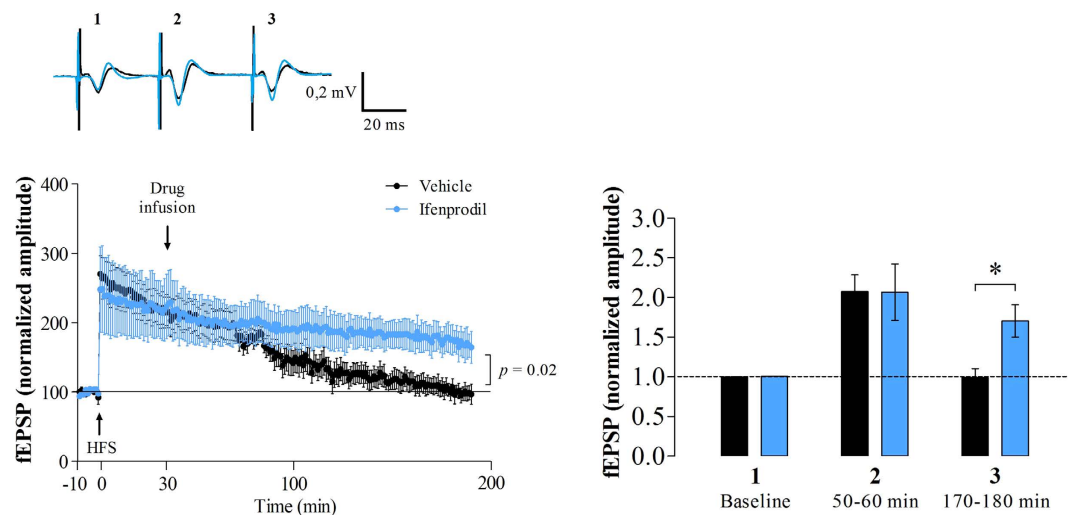 1 2 3
0,2 mV
20 ms
fEPSP (normalized amplitude)
400
300
200
100
0
-10 0 30 100 200
Time (min)
Drug
infusion
HFS
Vehicle
Ifenprodil
p = 0.02
fEPSP (normalized amplitude)
3.0
2.5
2.0
1.5
1.0
0.5
0.0
*
1 2 3
Baseline 50-60 min 170-180 min